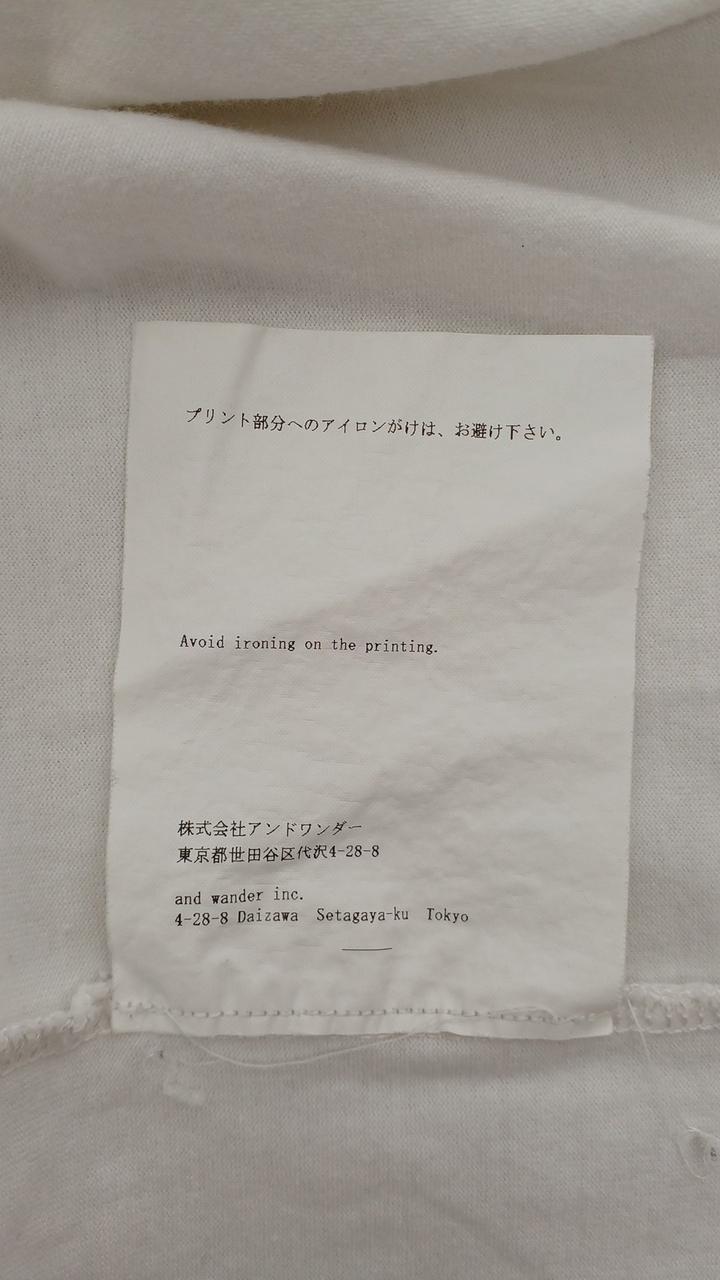 プリント部分へのアイロンがけは、お避け下さい。
Avoid ironing on the printing.
株式会社アンドワンダー
東京都世田谷区代沢4-28-8
and wander inc.
4-28-8 Daizawa Setagaya-ku Tokyo